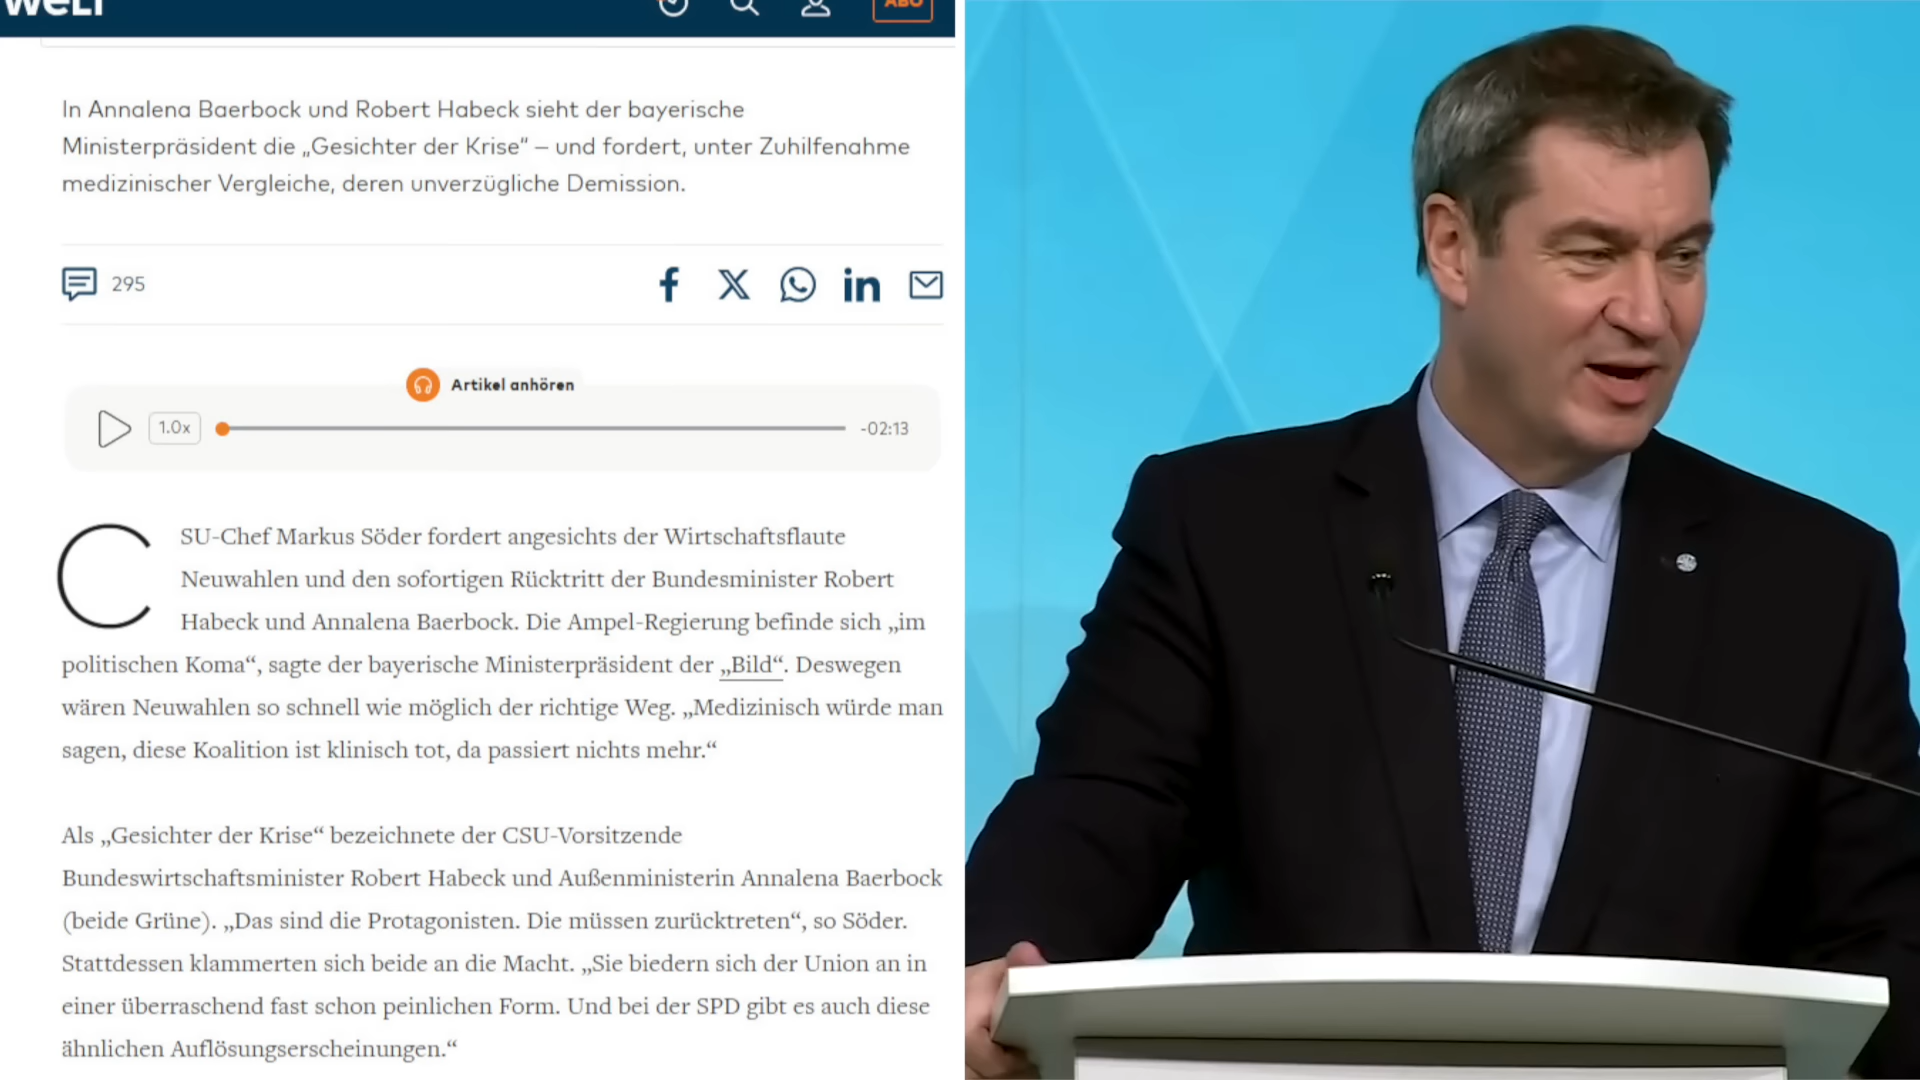 WELT
ABO
In Annalena Baerbock und Robert Habeck sieht der bayerische
Ministerpräsident die „Gesichter der Krise“ – und fordert, unter Zuhilfenahme
medizinischer Vergleiche, deren unverzügliche Demission.
295
Artikel anhören
1.0x
-02:13
CSU-Chef Markus Söder fordert angesichts der Wirtschaftsflaute
Neuwahlen und den sofortigen Rücktritt der Bundesminister Robert
Habeck und Annalena Baerbock. Die Ampel-Regierung befinde sich „im
politischen Koma“, sagte der bayerische Ministerpräsident der „Bild“. Deswegen
wären Neuwahlen so schnell wie möglich der richtige Weg. „Medizinisch würde man
sagen, diese Koalition ist klinisch tot, da passiert nichts mehr.“
Als „Gesichter der Krise“ bezeichnete der CSU-Vorsitzende
Bundeswirtschaftsminister Robert Habeck und Außenministerin Annalena Baerbock
(beide Grüne). „Das sind die Protagonisten. Die müssen zurücktreten“, so Söder.
Stattdessen klammerten sich beide an die Macht. „Sie biedern sich der Union an in
einer überraschend fast schon peinlichen Form. Und bei der SPD gibt es auch diese
ähnlichen Auflösungserscheinungen.“